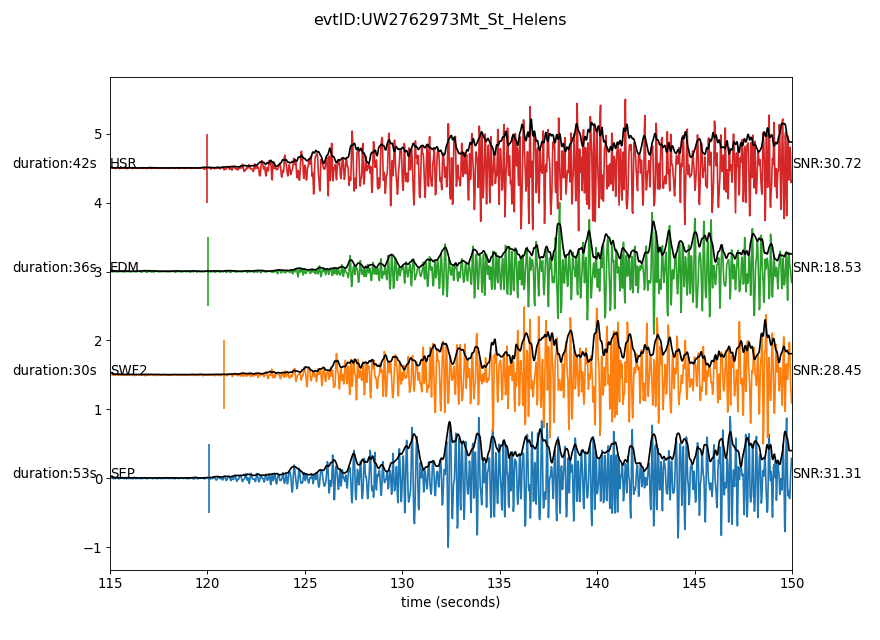 evtID:UW2762973Mt_St_Helens
5
duration:42s HSR SNR:30.72
4
duration:36s 3 EDM SNR:18.53
2
duration:30s SWF2 SNR:28.45
1
duration:53s 0 SEP SNR:31.31
−1
115 120 125 130 135 140 145 150
time (seconds)